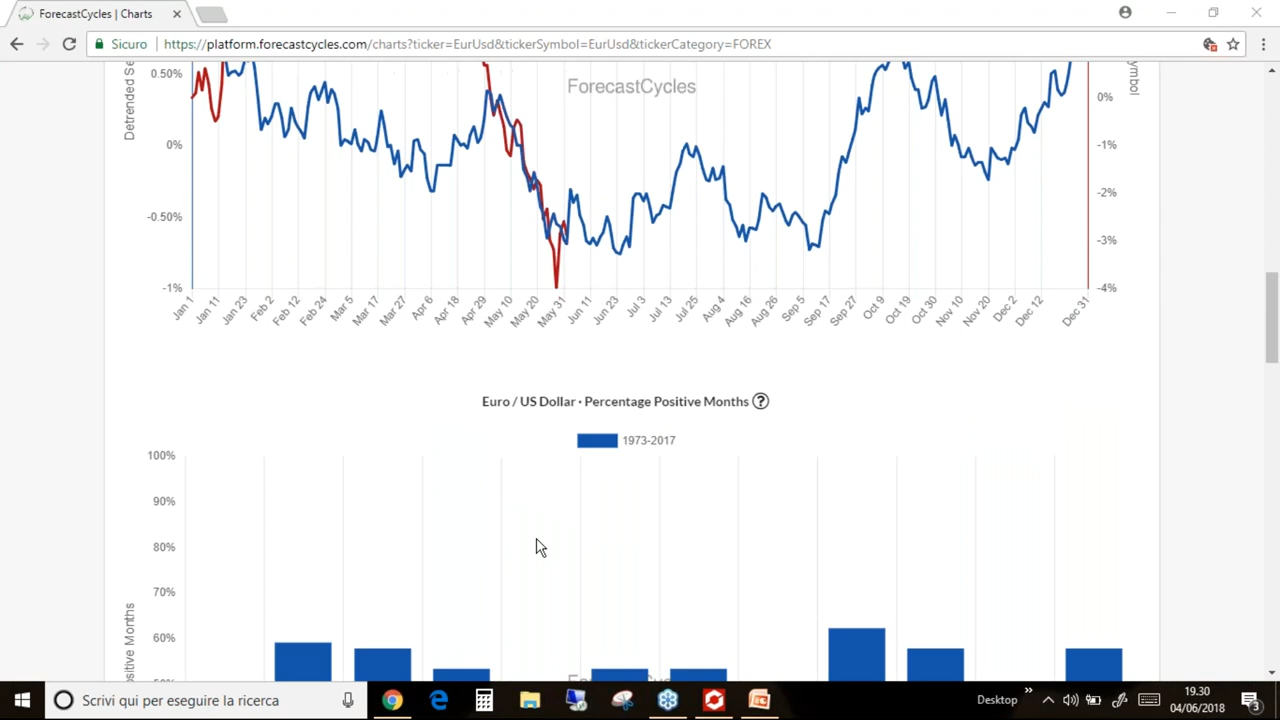 ForecastCycles | Charts
Sicuro
https://platform.forecastcycles.com/charts?ticker=EurUsd&tickerSymbol=EurUsd&tickerCategory=FOREX
Detrended Se
ymbol
ForecastCycles
0.50%
0%
-0.50%
-1%
0%
-1%
-2%
-3%
-4%
Jan 1
Jan 11
Jan 23
Feb 2
Feb 12
Feb 24
Mar 5
Mar 17
Mar 27
Apr 6
Apr 18
Apr 29
May 10
May 20
May 31
Jun 11
Jun 23
Jul 3
Jul 13
Jul 25
Aug 4
Aug 16
Aug 26
Sep 5
Sep 17
Sep 27
Oct 9
Oct 19
Oct 30
Nov 10
Nov 20
Dec 2
Dec 12
Dec 31
Euro / US Dollar · Percentage Positive Months ?
1973-2017
100%
90%
80%
70%
60%
sitive Months
Scrivi qui per eseguire la ricerca
Desktop
19.30
04/06/2018
3